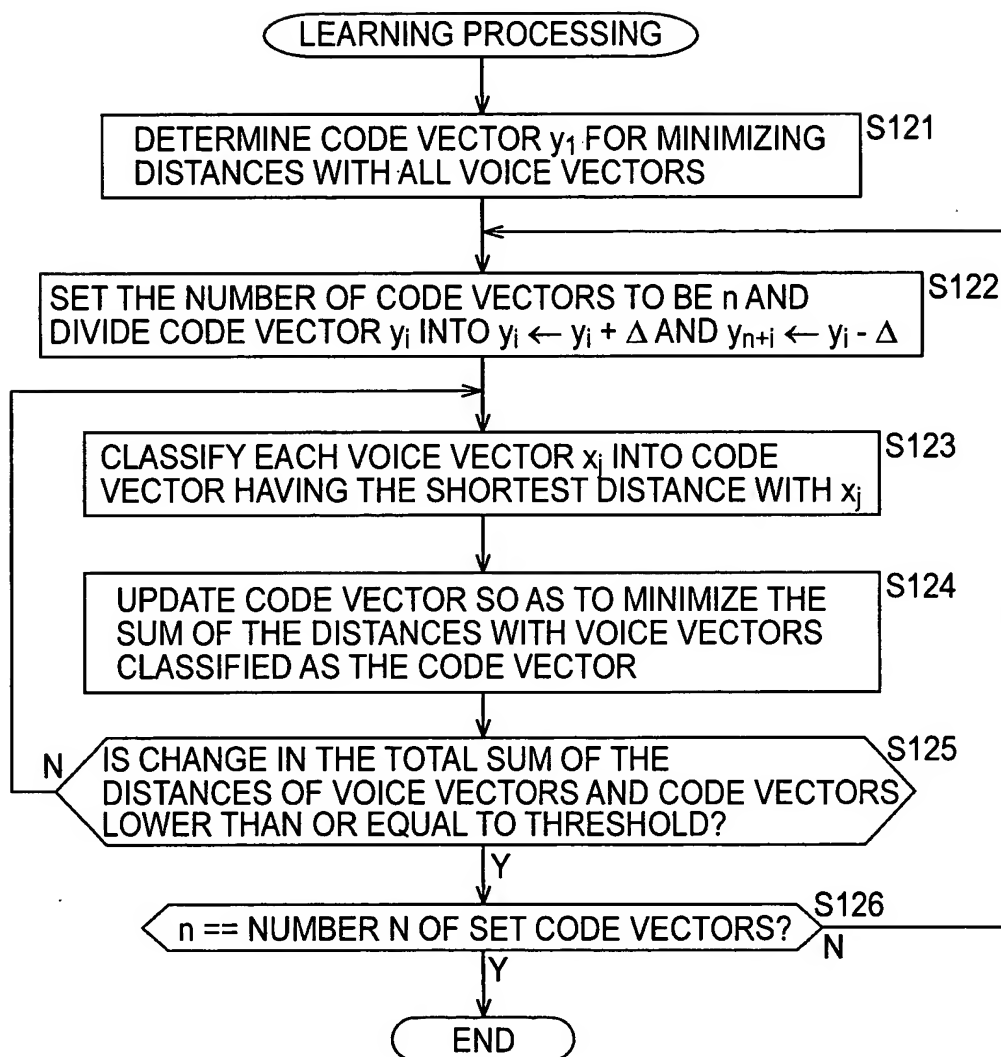 LEARNING PROCESSING
DETERMINE CODE VECTOR y₁ FOR MINIMIZING
DISTANCES WITH ALL VOICE VECTORS
S121
SET THE NUMBER OF CODE VECTORS TO BE n AND
DIVIDE CODE VECTOR yᵢ INTO yᵢ ← yᵢ + Δ AND yₙ₊ᵢ ← yᵢ - Δ
S122
CLASSIFY EACH VOICE VECTOR xⱼ INTO CODE
VECTOR HAVING THE SHORTEST DISTANCE WITH xⱼ
S123
UPDATE CODE VECTOR SO AS TO MINIMIZE THE
SUM OF THE DISTANCES WITH VOICE VECTORS
CLASSIFIED AS THE CODE VECTOR
S124
N
IS CHANGE IN THE TOTAL SUM OF THE
DISTANCES OF VOICE VECTORS AND CODE VECTORS
LOWER THAN OR EQUAL TO THRESHOLD?
S125
Y
n == NUMBER N OF SET CODE VECTORS?
S126
N
Y
END